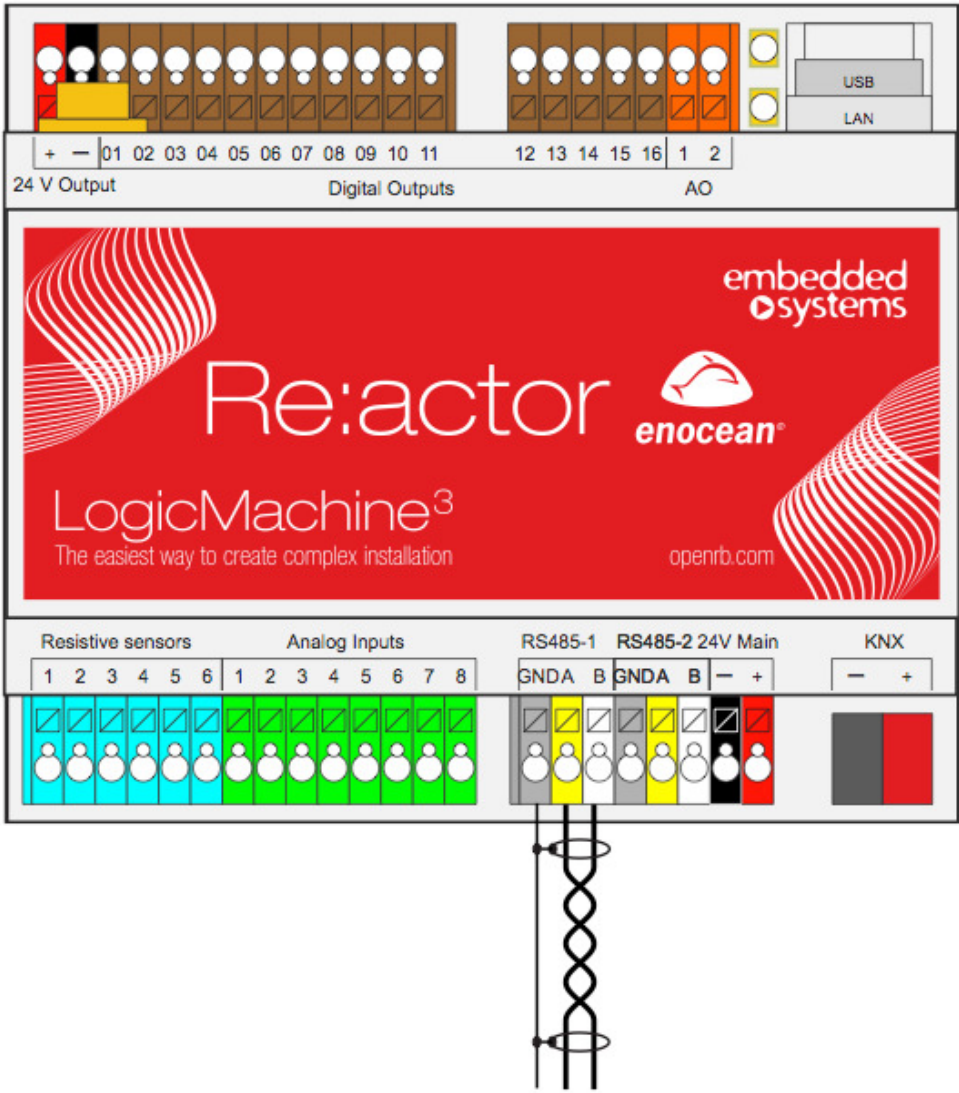 USB
LAN
+ — 01 02 03 04 05 06 07 08 09 10 11 12 13 14 15 16 1 2
24 V Output Digital Outputs AO
embedded
systems
Re:actor
enocean®
LogicMachine³
The easiest way to create complex installation openrb.com
Resistive sensors Analog Inputs RS485-1 RS485-2 24V Main KNX
1 2 3 4 5 6 1 2 3 4 5 6 7 8 GNDA B GNDA B — + — +